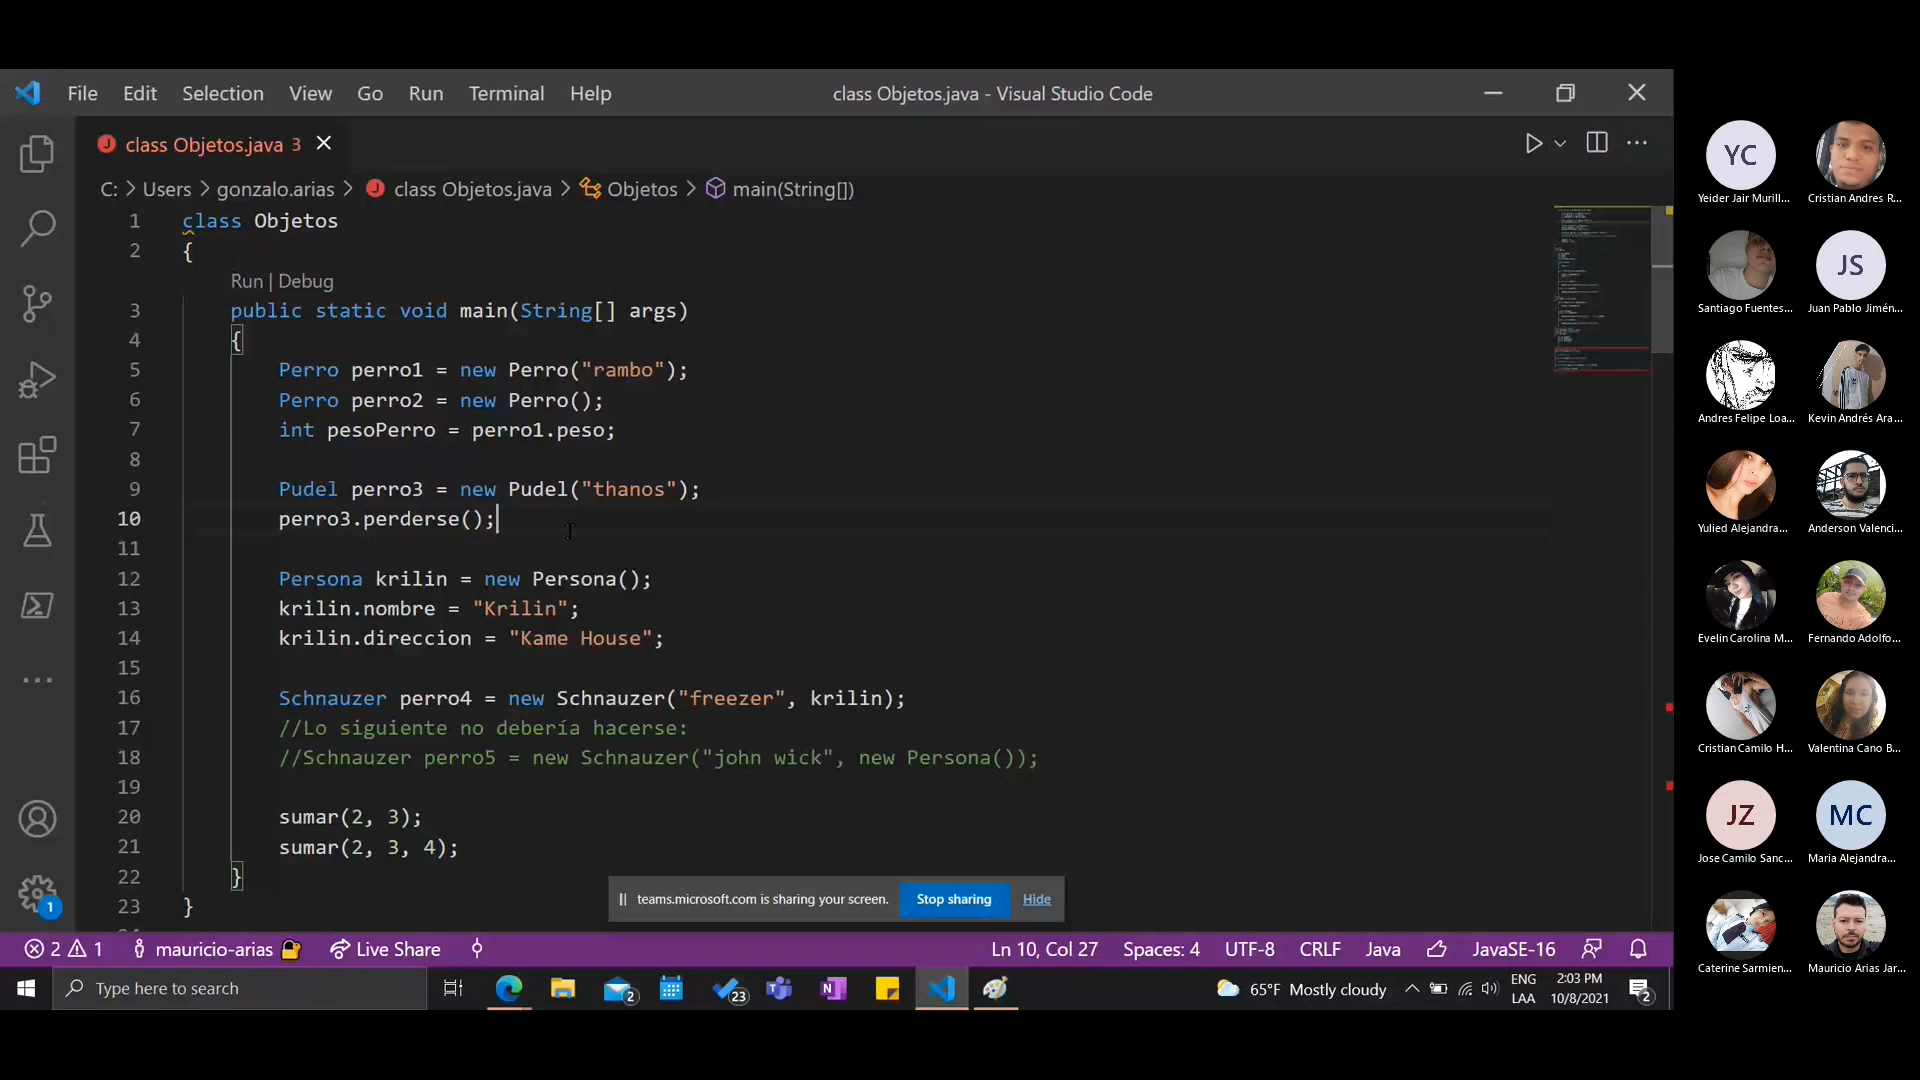 File Edit Selection View Go Run Terminal Help
class Objetos.java - Visual Studio Code
class Objetos.java 3
C: > Users > gonzalo.arias > class Objetos.java > Objetos > main(String[])
1 class Objetos
2 {
Run | Debug
3 public static void main(String[] args)
4 {
5 Perro perro1 = new Perro("rambo");
6 Perro perro2 = new Perro();
7 int pesoPerro = perro1.peso;
8
9 Pudel perro3 = new Pudel("thanos");
10 perro3.perderse();
11
12 Persona krilin = new Persona();
13 krilin.nombre = "Krilin";
14 krilin.direccion = "Kame House";
15
16 Schnauzer perro4 = new Schnauzer("freezer", krilin);
17 //Lo siguiente no debería hacerse:
18 //Schnauzer perro5 = new Schnauzer("john wick", new Persona());
19
20 sumar(2, 3);
21 sumar(2, 3, 4);
22 }
23 }
teams.microsoft.com is sharing your screen. Stop sharing Hide
1
2 1 mauricio-arias Live Share Ln 10, Col 27 Spaces: 4 UTF-8 CRLF Java JavaSE-16
Type here to search 2 23 65°F Mostly cloudy ENG LAA 2:03 PM 10/8/2021 2
YC
Yeider Jair Murill... Cristian Andres R...
JS
Santiago Fuentes... Juan Pablo Jimén...
Andres Felipe Loa... Kevin Andrés Ara...
Yulied Alejandra... Anderson Valenci...
Evelin Carolina M... Fernando Adolfo...
Cristian Camilo H... Valentina Cano B...
JZ MC
Jose Camilo Sanc... Maria Alejandra...
Caterine Sarmien... Mauricio Arias Jar...